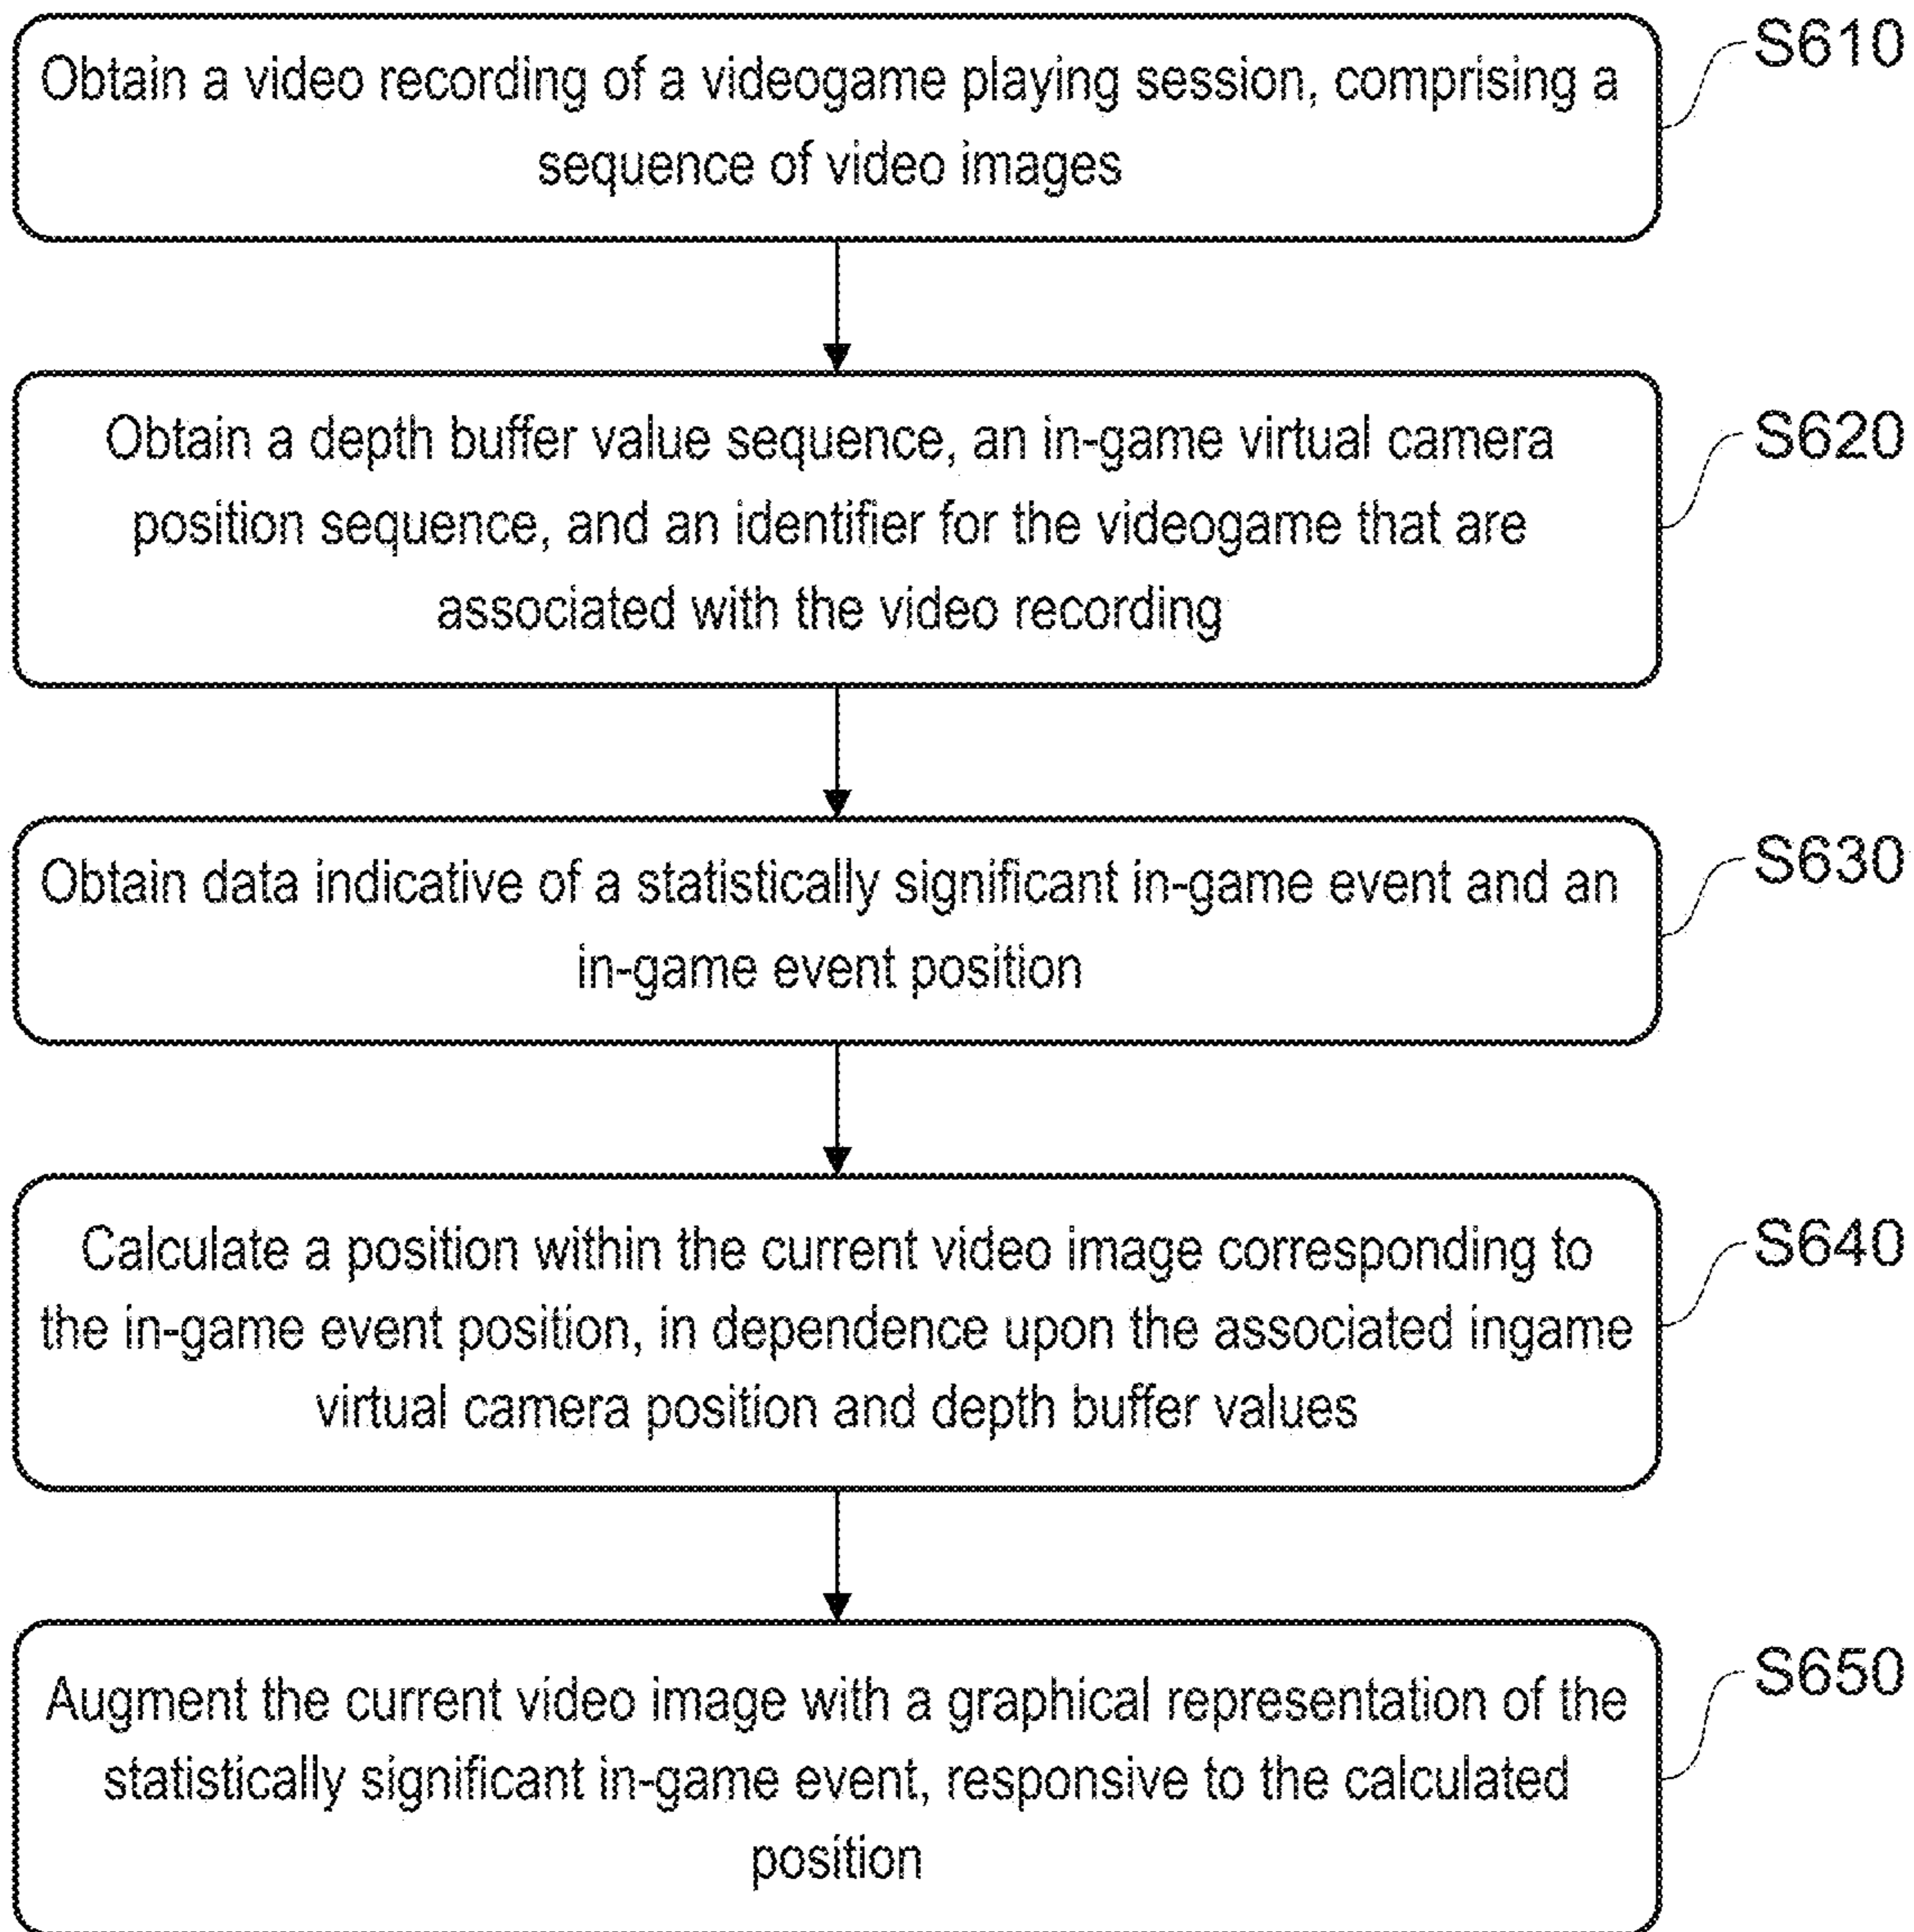 Obtain a video recording of a videogame playing session, comprising a
sequence of video images
S610
Obtain a depth buffer value sequence, an in-game virtual camera
position sequence, and an identifier for the videogame that are
associated with the video recording
S620
Obtain data indicative of a statistically significant in-game event and an
in-game event position
S630
Calculate a position within the current video image corresponding to
the in-game event position, in dependence upon the associated ingame
virtual camera position and depth buffer values
S640
Augment the current video image with a graphical representation of the
statistically significant in-game event, responsive to the calculated
position
S650